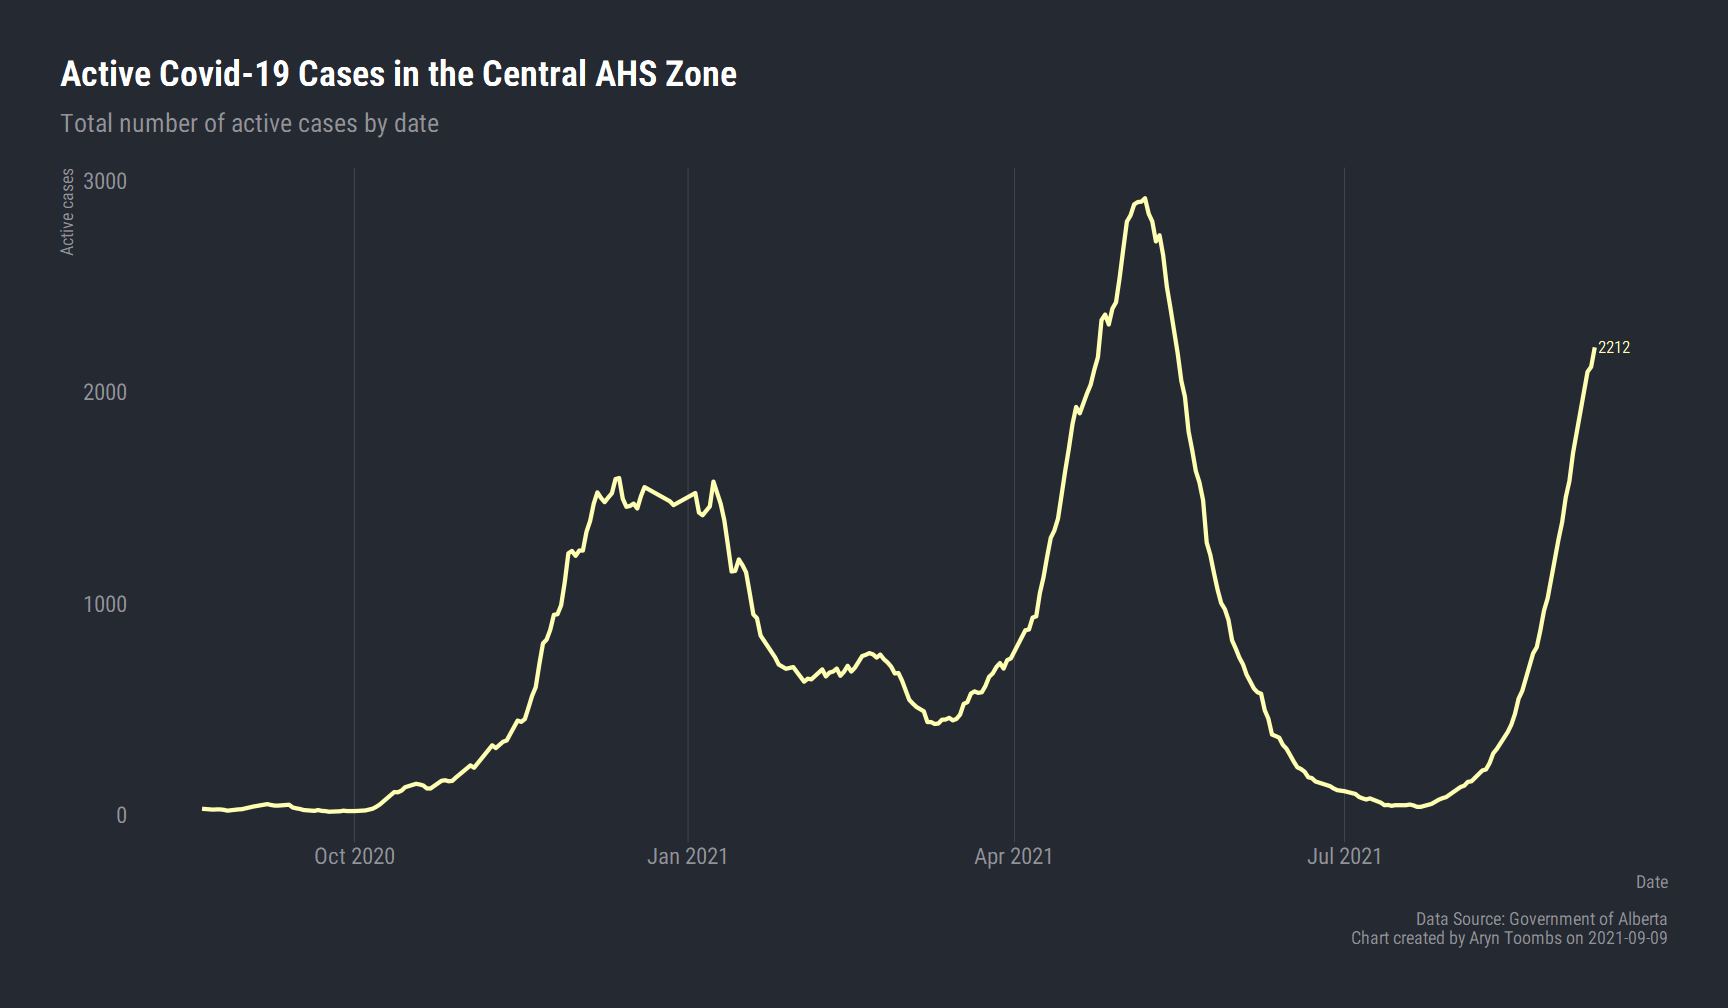 Active Covid-19 Cases in the Central AHS Zone
Total number of active cases by date
Active cases
3000
2000
1000
0
2212
Oct 2020
Jan 2021
Apr 2021
Jul 2021
Date
Data Source: Government of Alberta
Chart created by Aryn Toombs on 2021-09-09